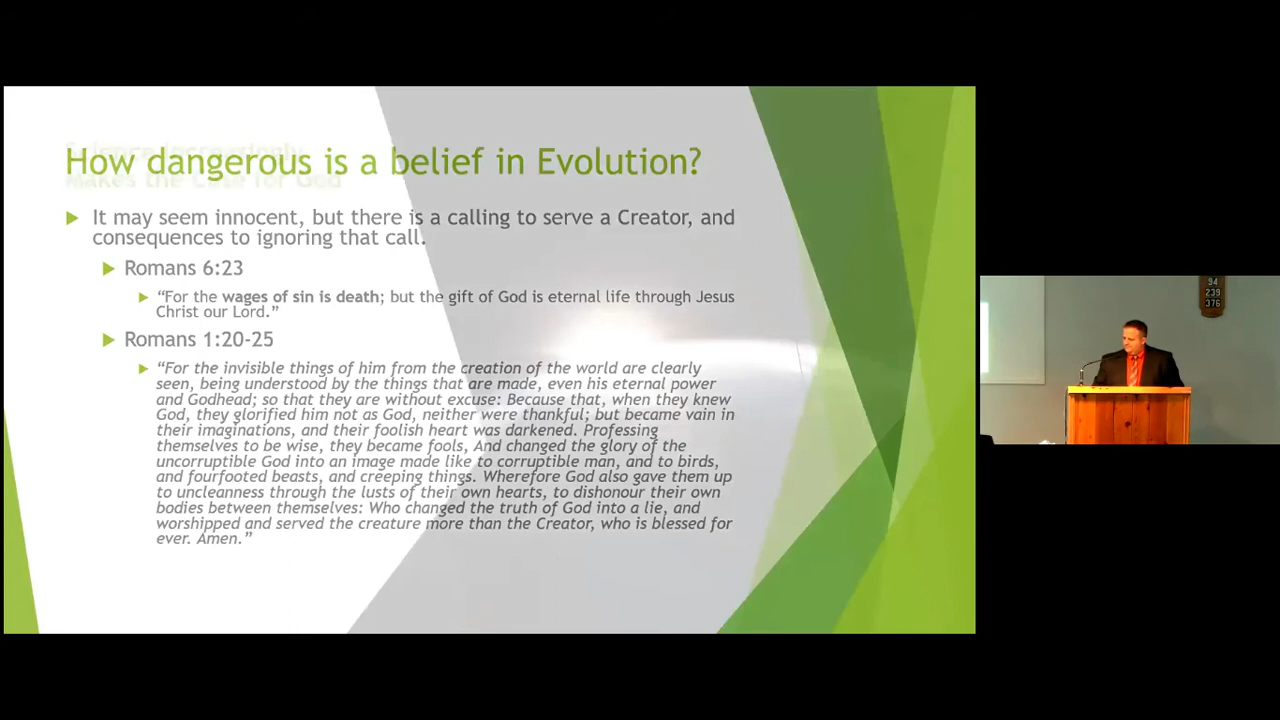 Science Increasingly
Makes the Case for God
How dangerous is a belief in Evolution?
It may seem innocent, but there is a calling to serve a Creator, and
consequences to ignoring that call.
Romans 6:23
“For the wages of sin is death; but the gift of God is eternal life through Jesus
Christ our Lord.”
Romans 1:20-25
“For the invisible things of him from the creation of the world are clearly
seen, being understood by the things that are made, even his eternal power
and Godhead; so that they are without excuse: Because that, when they knew
God, they glorified him not as God, neither were thankful; but became vain in
their imaginations, and their foolish heart was darkened. Professing
themselves to be wise, they became fools, And changed the glory of the
uncorruptible God into an image made like to corruptible man, and to birds,
and fourfooted beasts, and creeping things. Wherefore God also gave them up
to uncleanness through the lusts of their own hearts, to dishonour their own
bodies between themselves: Who changed the truth of God into a lie, and
worshipped and served the creature more than the Creator, who is blessed for
ever. Amen.”
94
239
376